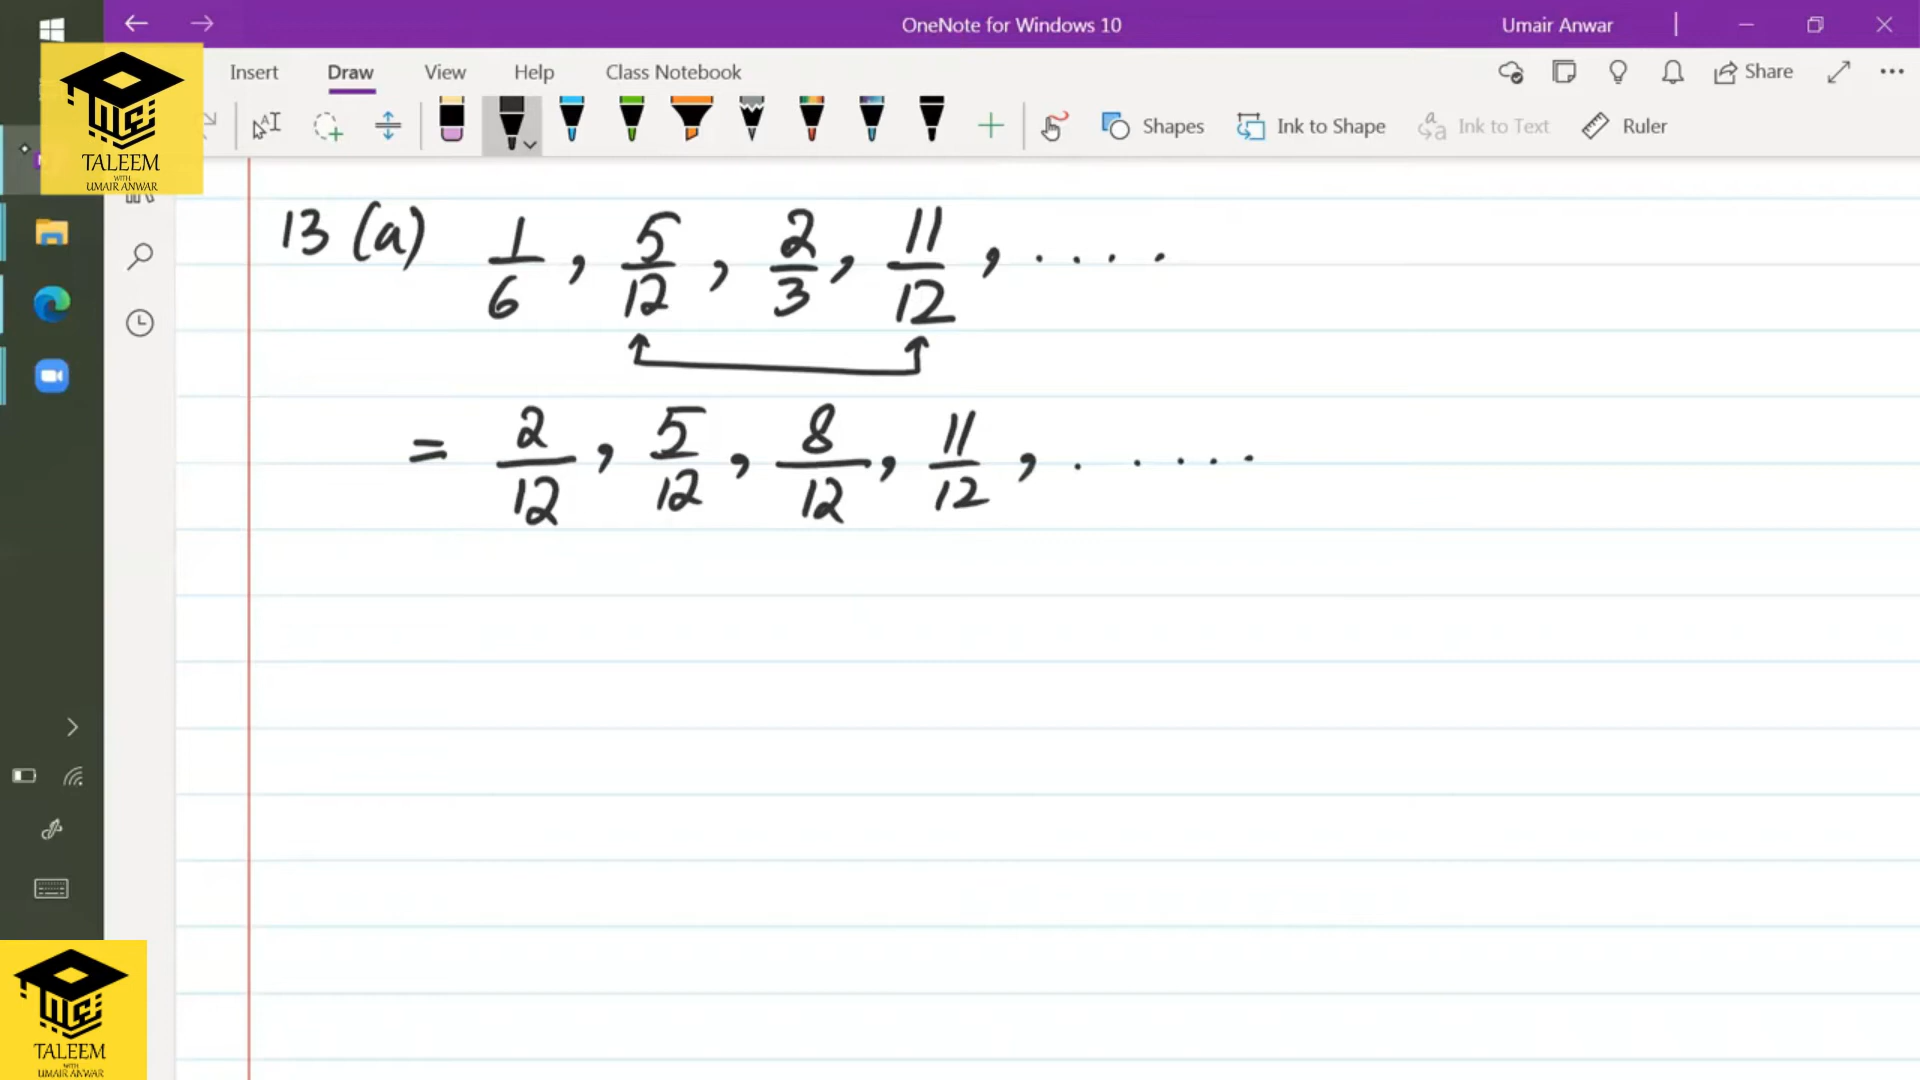 OneNote for Windows 10
Umair Anwar
Insert Draw View Help Class Notebook
Share
Shapes Ink to Shape Ink to Text Ruler
TALEEM
WITH
UMAIR ANWAR
13 (a) 1/6 , 5/12 , 2/3 , 11/12 , . . . .
= 2/12 , 5/12 , 8/12 , 11/12 , . . . . .
TALEEM
WITH
UMAIR ANWAR